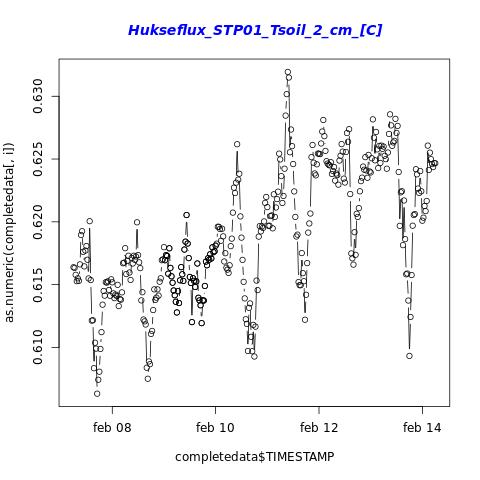 Hukseflux_STP01_Tsoil_2_cm_[C]
as.numeric(completedata[, i])
0.630
0.625
0.620
0.615
0.610
feb 08
feb 10
feb 12
feb 14
completedata$TIMESTAMP